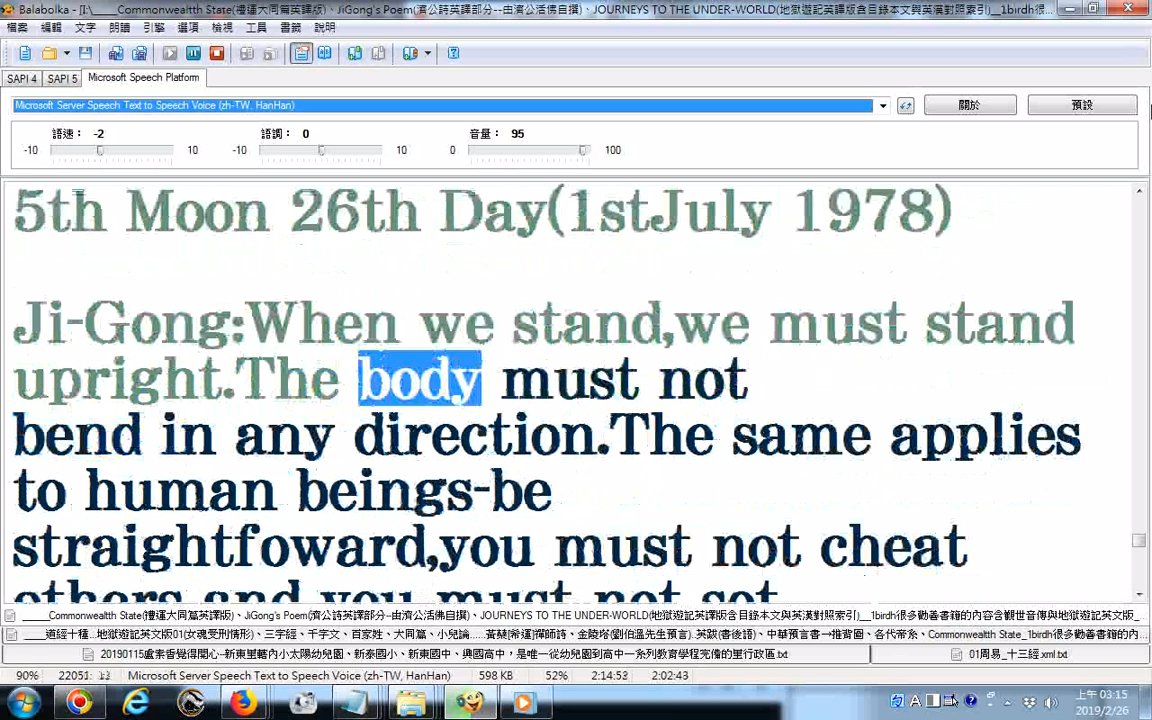 Balabolka - [I:\_____Commonwealtth State(禮運大同篇英譯版)、JiGong's Poem(濟公詩英譯部分--由濟公活佛自撰)、JOURNEYS TO THE UNDER-WORLD(地獄遊記英譯版含目錄本文與英漢對照索引)__1birdh很...
檔案 編輯 文字 朗讀 引擎 選項 檢視 工具 書籤 說明
SAPI 4 SAPI 5 Microsoft Speech Platform
Microsoft Server Speech Text to Speech Voice (zh-TW, HanHan) 關於 預設
語速： -2 語調： 0 音量： 95
-10 10 -10 10 0 100
5th Moon 26th Day(1stJuly 1978)
Ji-Gong:When we stand,we must stand
upright.The body must not
bend in any direction.The same applies
to human beings-be
straightfoward,you must not cheat
others and you must not set
_____Commonwealtth State(禮運大同篇英譯版)、JiGong's Poem(濟公詩英譯部分--由濟公活佛自撰)、JOURNEYS TO THE UNDER-WORLD(地獄遊記英譯版含目錄本文與英漢對照索引)__1birdh很多勸善書籍的內容含觀世音傳與地獄遊記英文版_
道經十種...地獄遊記英文版01(女魂受刑情形)、三字經、千字文、百家姓、大同篇、小兒論......黃蘗[希運]禪師詩、金陵塔(劉伯溫先生預言).英跋(書後語)、中華預言書---推背圖、各代帝系、Commonwealth State_1birdh很多勸善書籍的內...
20190115盧素香覺得開心--新東里轄內小太陽幼兒園、新泰國小、新東國中、興國高中，是唯一從幼兒園到高中一系列教育學程完備的里行政區.txt 01周易_十三經.xml.txt
90% 22051: 13 Microsoft Server Speech Text to Speech Voice (zh-TW, HanHan) 598 KB 52% 2:14:53 2:02:43
上午 03:15
2019/2/26